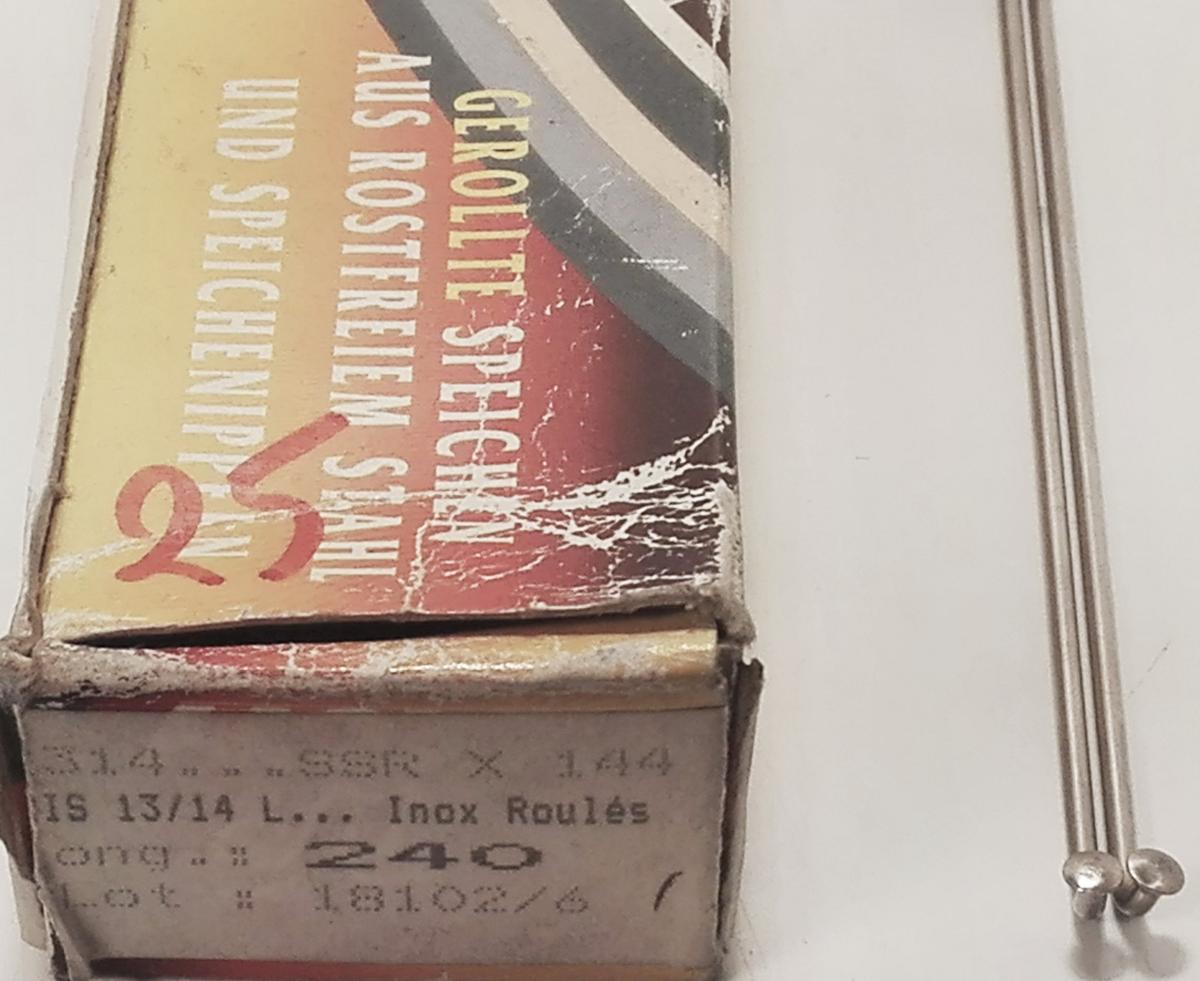 GEROLLTE SPEICHEN
AUS ROSTFREIEM STAHL
UND SPEICHENIPPLAN
25
314...SSR X 144
IS 13/14 L... Inox Roulés
ong.: 240
Lot : 18102/6 /